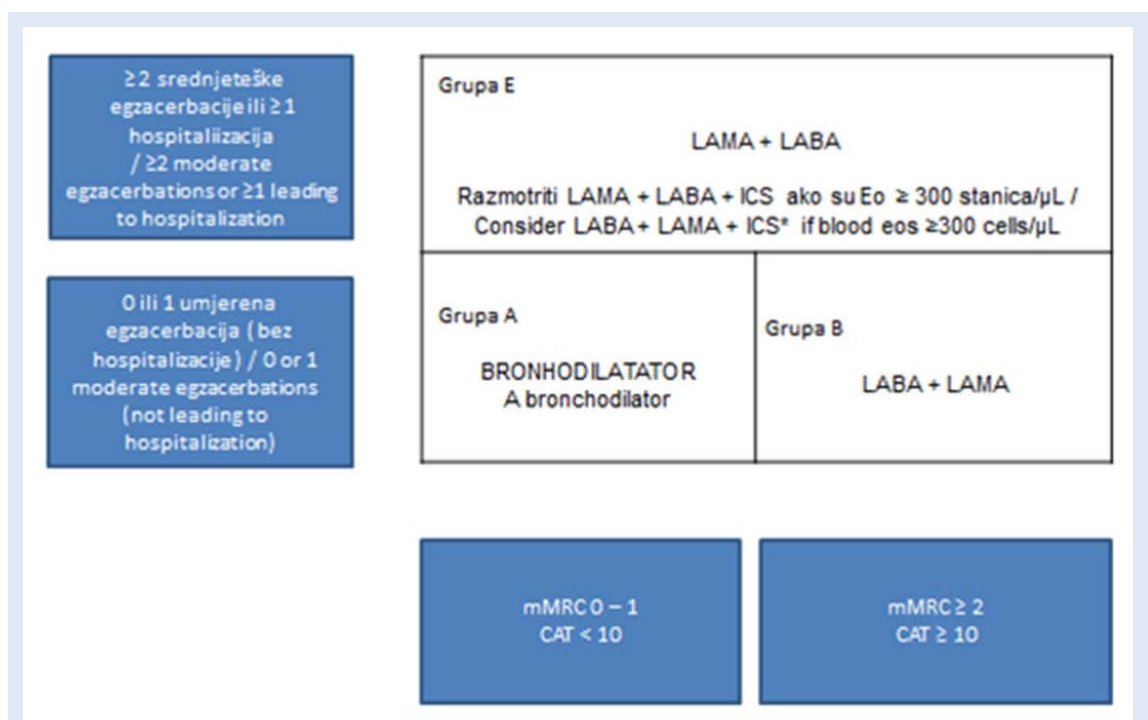 ≥2 srednjeteške
egzacerbacije ili ≥1
hospitaliizacija
/ ≥2 moderate
egzacerbations or ≥1 leading
to hospitalization
Grupa E
LAMA + LABA
Razmotriti LAMA + LABA + ICS ako su Eo ≥ 300 stanica/µL /
Consider LABA + LAMA + ICS* if blood eos ≥300 cells/µL
0 ili 1 umjerena
egzacerbacija ( bez
hospitalizacije) / 0 or 1
moderate egzacerbations
(not leading to
hospitalization)
Grupa A
BRONHODILATATOR
A bronchodilator
Grupa B
LABA + LAMA
mMRC 0 – 1
CAT < 10
mMRC ≥ 2
CAT ≥ 10